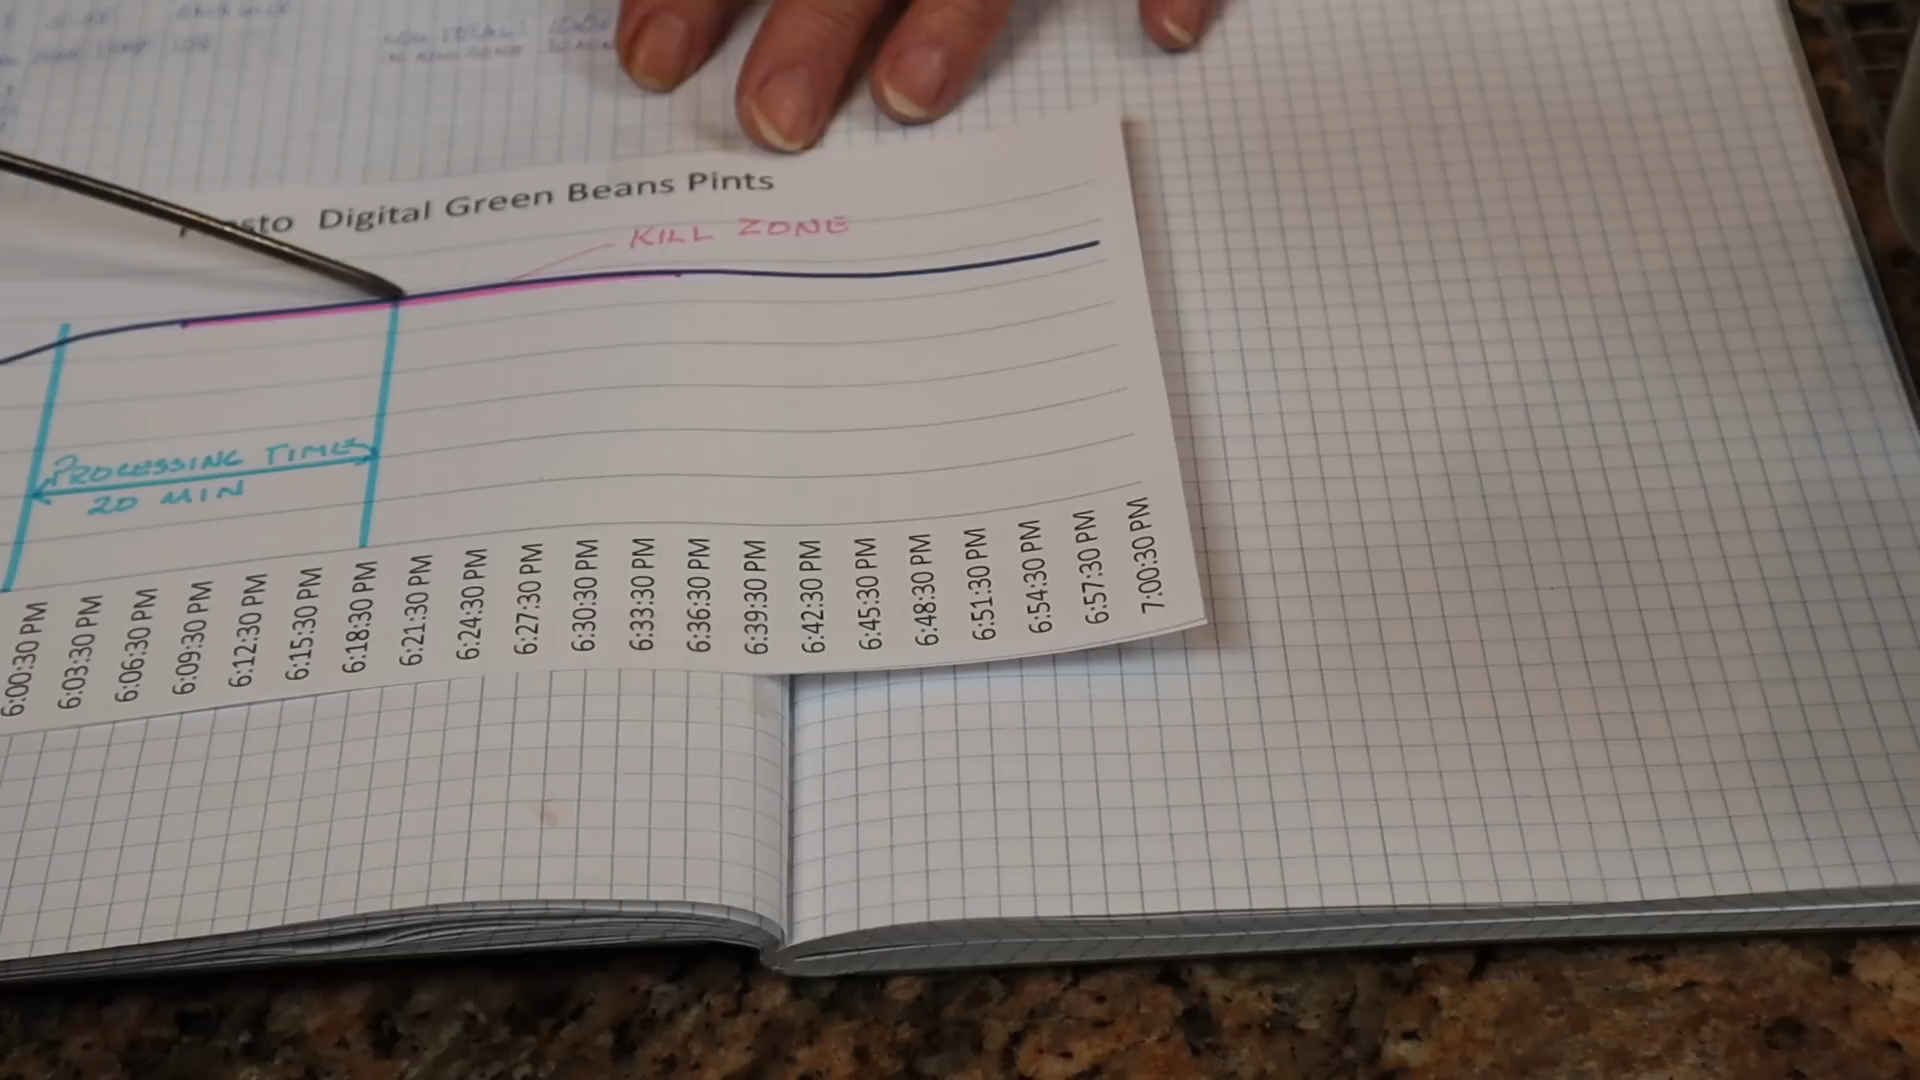 Digital Green Beans Pints
KILL ZONE
PROCESSING TIME
20 MIN
6:00:30 PM
6:03:30 PM
6:06:30 PM
6:09:30 PM
6:12:30 PM
6:15:30 PM
6:18:30 PM
6:21:30 PM
6:24:30 PM
6:27:30 PM
6:30:30 PM
6:33:30 PM
6:36:30 PM
6:39:30 PM
6:42:30 PM
6:45:30 PM
6:48:30 PM
6:51:30 PM
6:54:30 PM
6:57:30 PM
7:00:30 PM